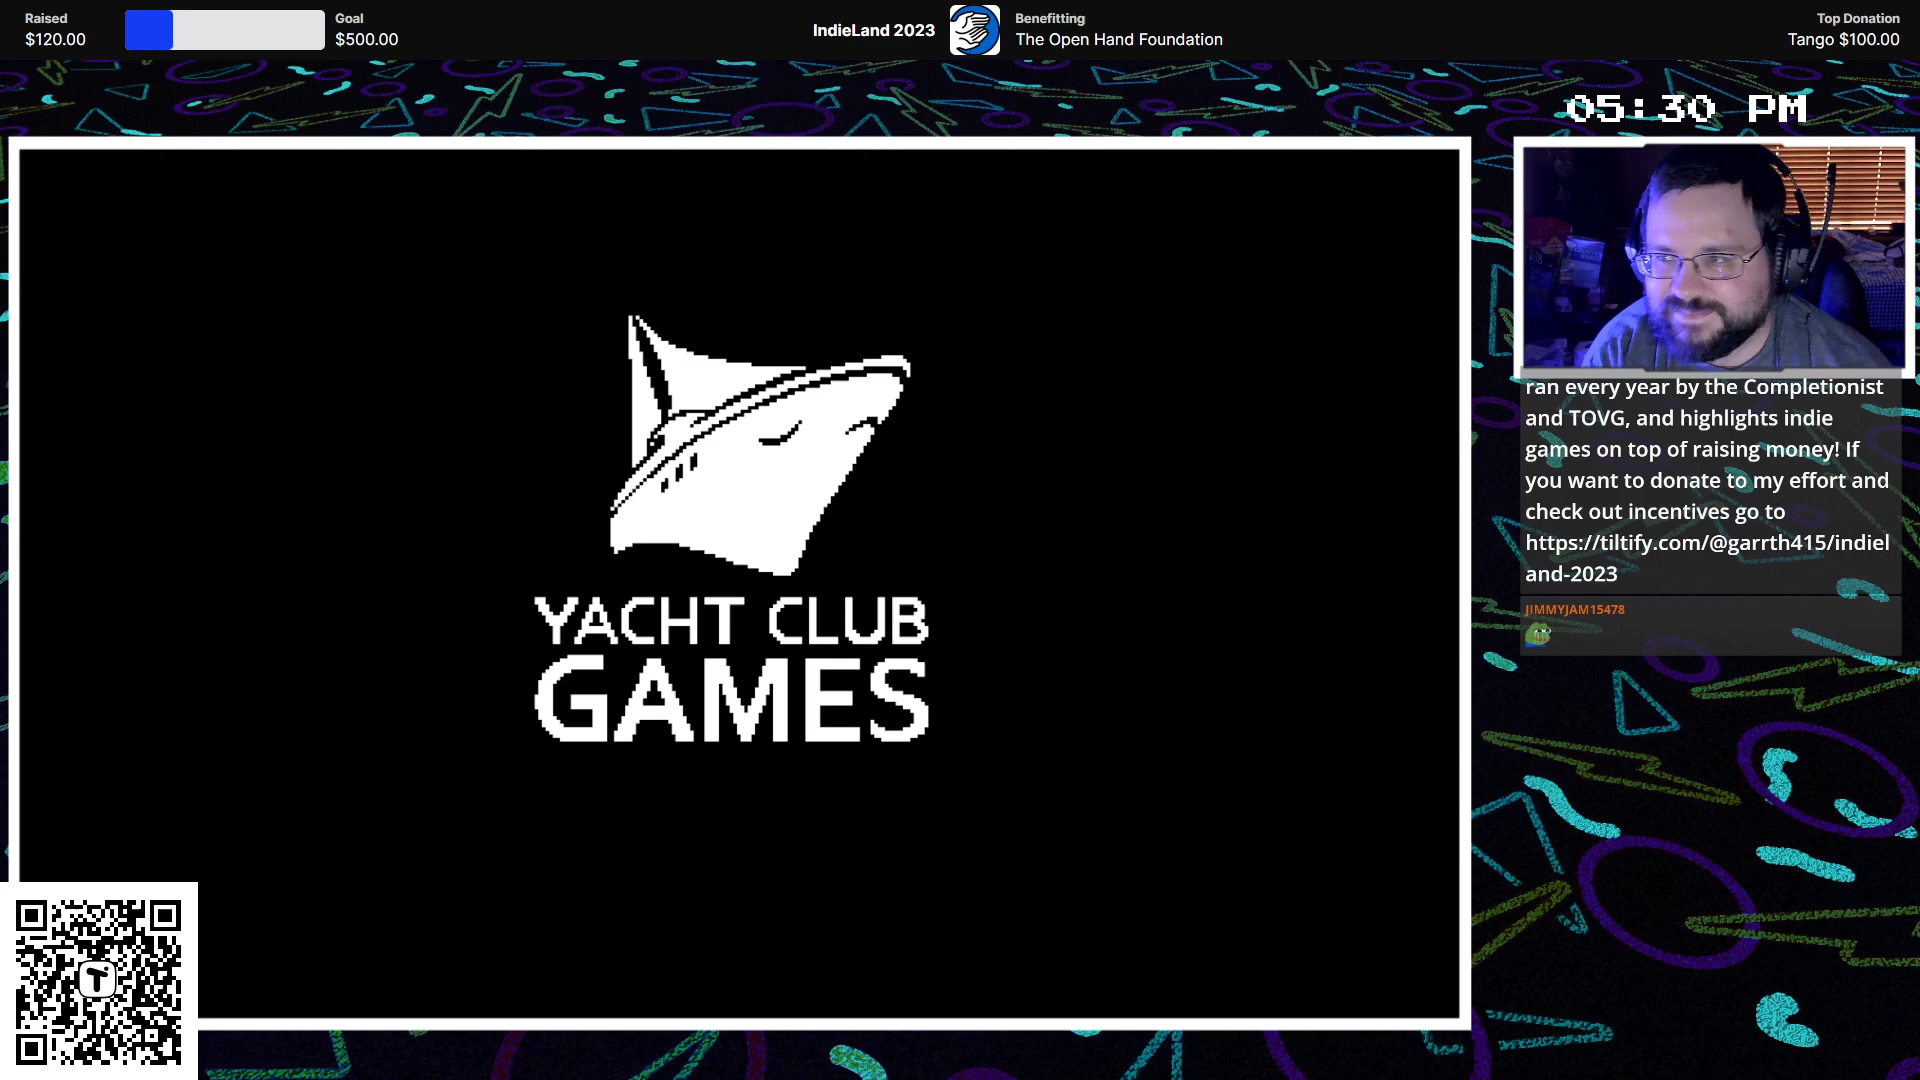 Raised
$120.00
Goal
$500.00
IndieLand 2023
Benefitting
The Open Hand Foundation
Top Donation
Tango $100.00
05:30 PM
ran every year by the Completionist
and TOVG, and highlights indie
games on top of raising money! If
you want to donate to my effort and
check out incentives go to
https://tiltify.com/@garrth415/indiel
and-2023
JIMMYJAM15478
YACHT CLUB
GAMES
T